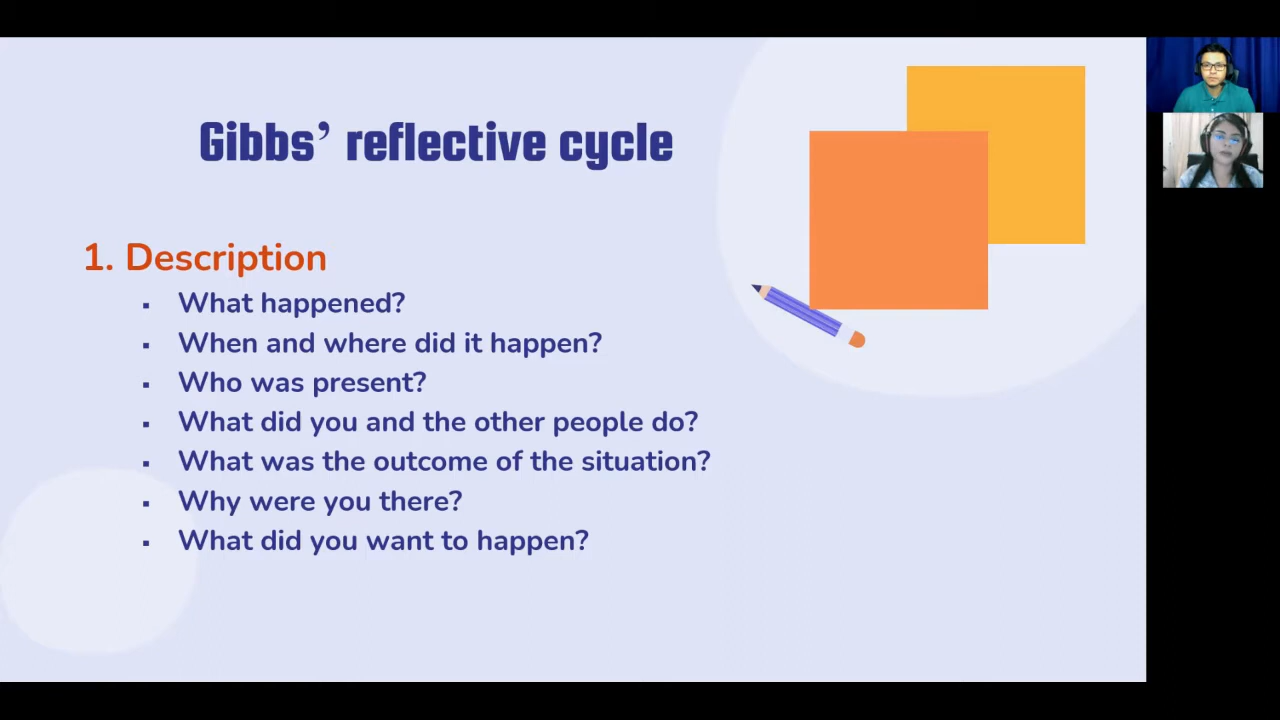 Gibbs’ reflective cycle
1. Description
▪ What happened?
▪ When and where did it happen?
▪ Who was present?
▪ What did you and the other people do?
▪ What was the outcome of the situation?
▪ Why were you there?
▪ What did you want to happen?